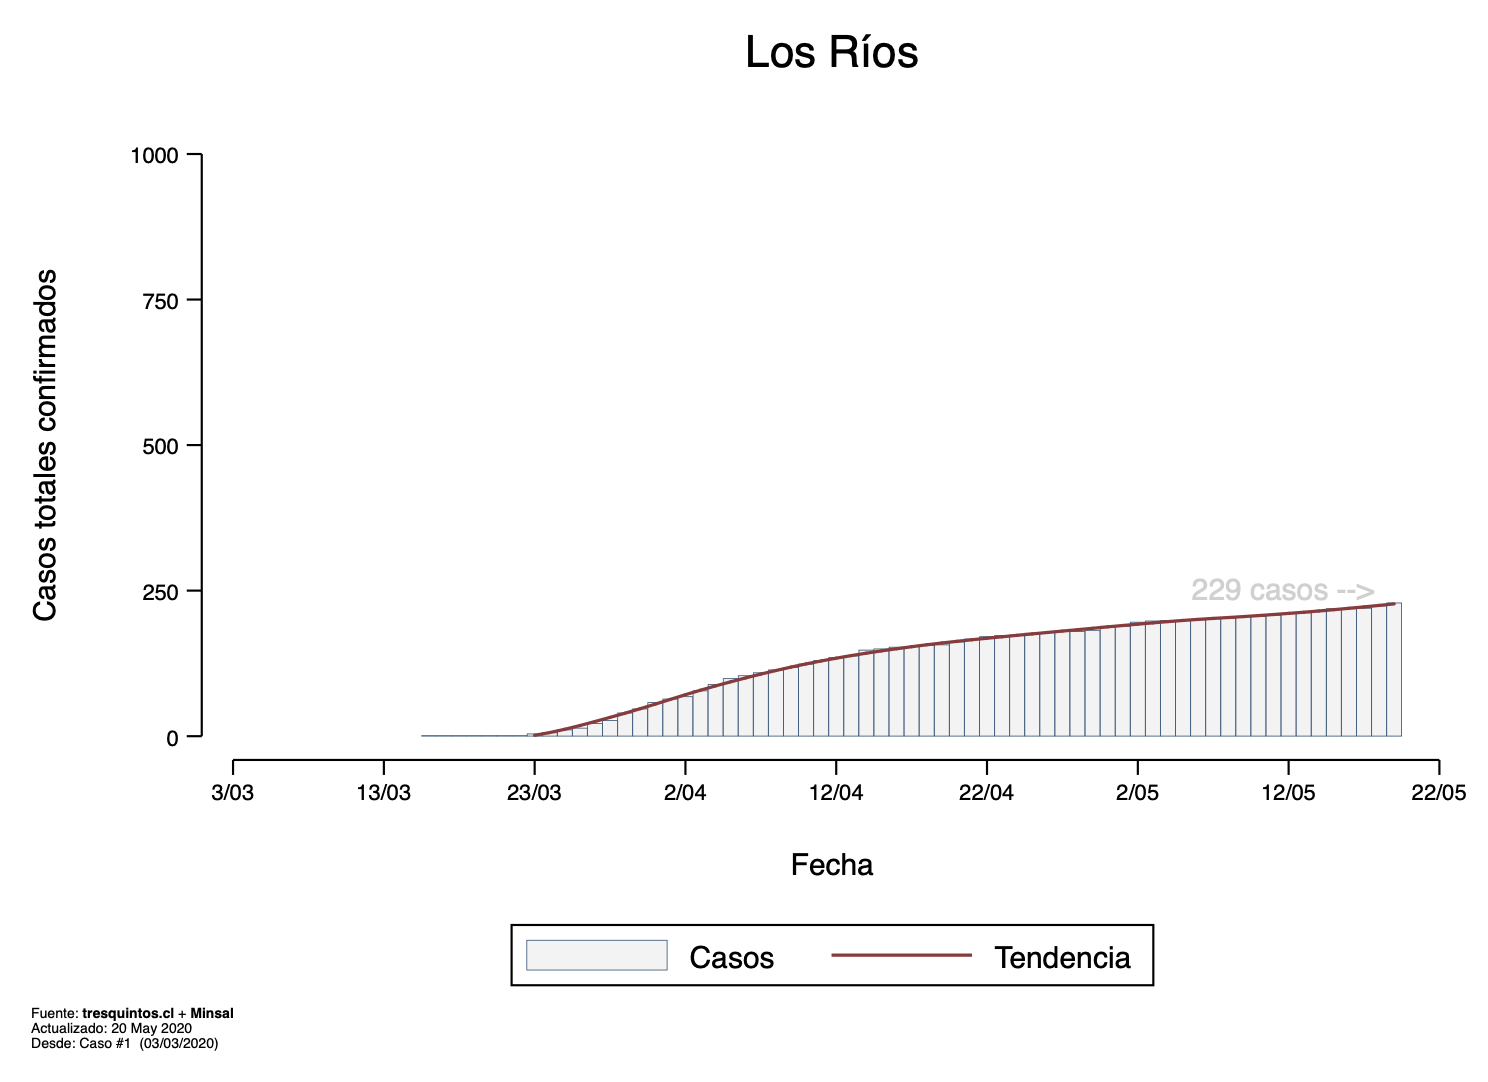 Los Ríos
Casos totales confirmados
1000
750
500
250
0
229 casos -->
3/03 13/03 23/03 2/04 12/04 22/04 2/05 12/05 22/05
Fecha
Casos Tendencia
Fuente: tresquintos.cl + Minsal
Actualizado: 20 May 2020
Desde: Caso #1 (03/03/2020)